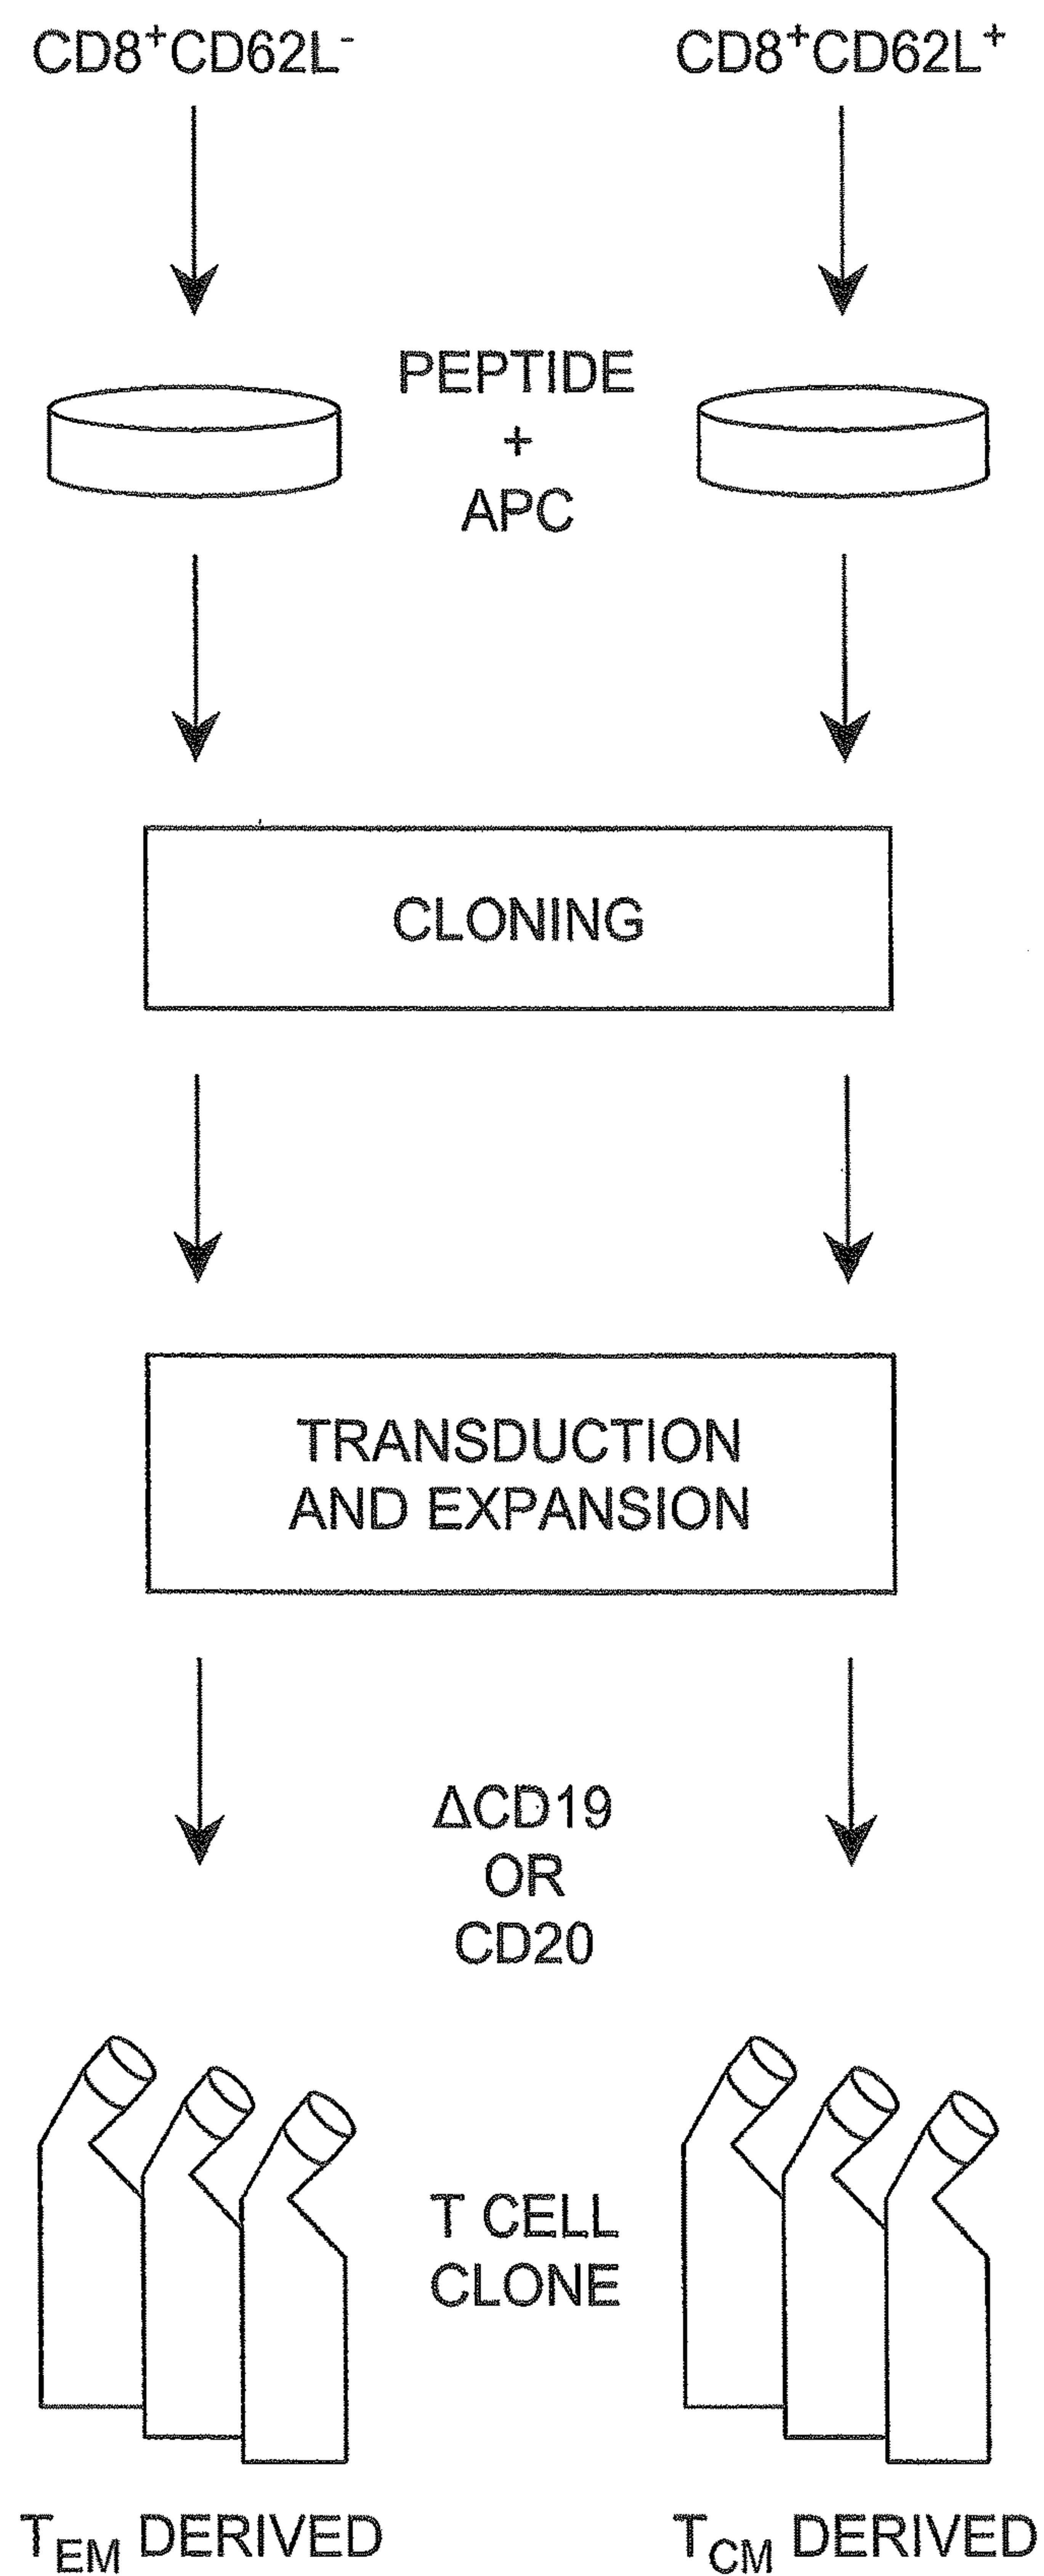 CD8⁺CD62L⁻ CD8⁺CD62L⁺
PEPTIDE
+
APC
CLONING
TRANSDUCTION
AND EXPANSION
ΔCD19
OR
CD20
T CELL
CLONE
T_EM DERIVED T_CM DERIVED